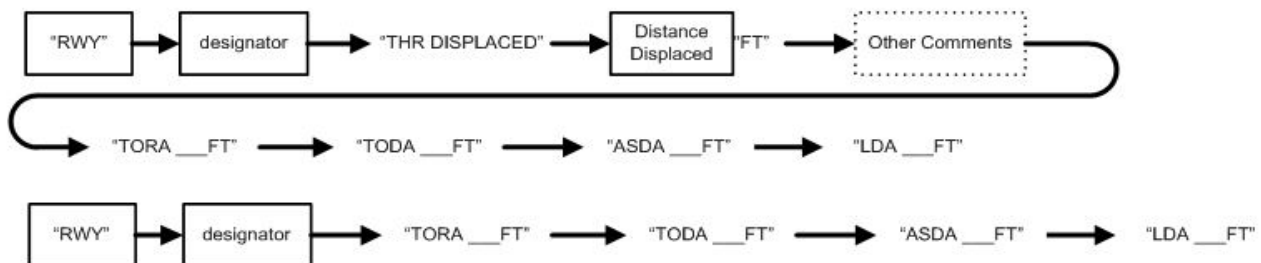 “RWY” designator “THR DISPLACED” Distance Displaced “FT” Other Comments
“TORA ___FT” “TODA ___FT” “ASDA ___FT” “LDA ___FT”
“RWY” designator “TORA ___FT” “TODA ___FT” “ASDA ___FT” “LDA ___FT”